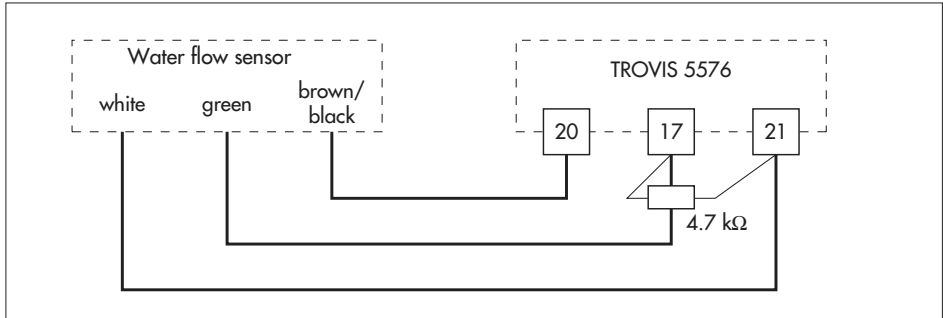 Water flow sensor
white
green
brown/
black
TROVIS 5576
20
17
21
4.7 kΩ